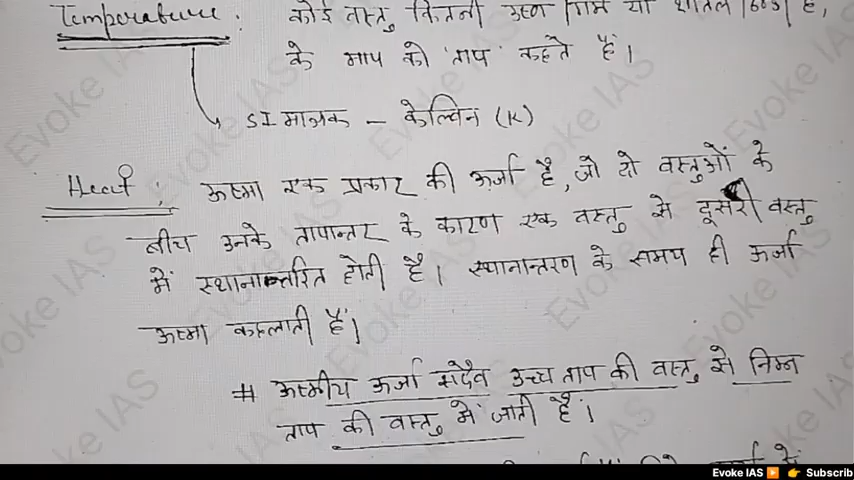 Temperature : कोई वस्तु कितनी उष्ण गर्म या शीतल है,
के माप को 'ताप' कहते हैं।
SI मात्रक – केल्विन (K)
Heat : ऊष्मा एक प्रकार की ऊर्जा है, जो दो वस्तुओं के
बीच उनके तापान्तर के कारण एक वस्तु से दूसरी वस्तु
में स्थानान्तरित होती है। स्थानान्तरण के समय ही ऊर्जा
ऊष्मा कहलाती हैं।
# ऊष्मीय ऊर्जा सदैव उच्च ताप की वस्तु से निम्न
ताप की वस्तु में जाती है।
Evoke IAS ▶ 👉 Subscrib